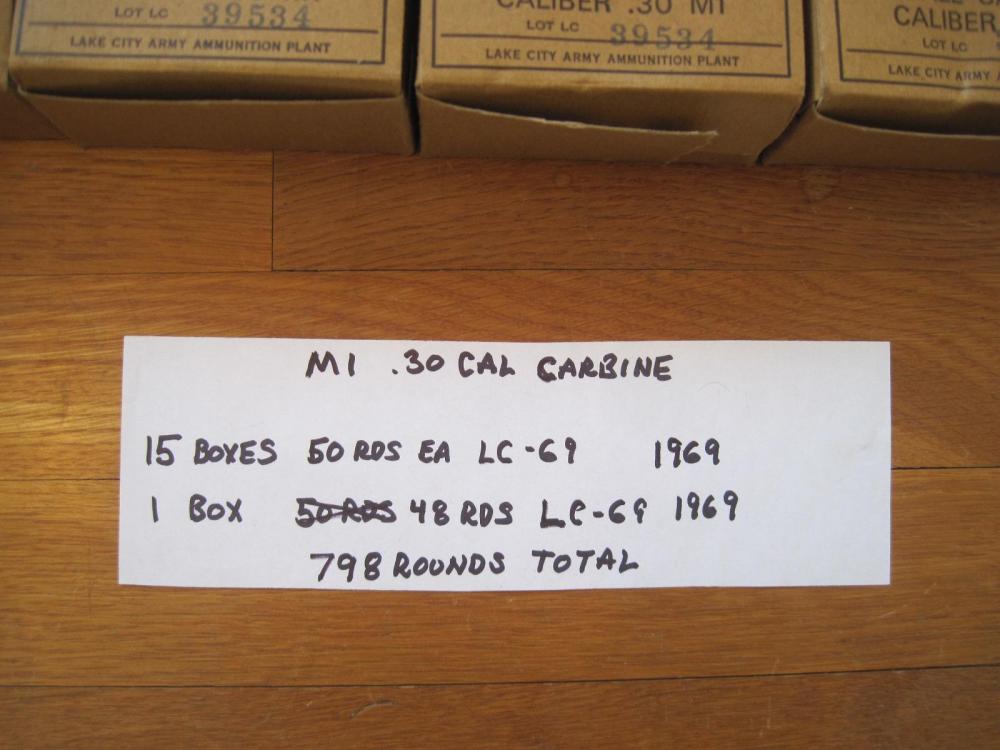 LOT LC 39534
LAKE CITY ARMY AMMUNITION PLANT
CALIBER .30 M1
LOT LC 39534
LAKE CITY ARMY AMMUNITION PLANT
CALIBER
LOT LC
LAKE CITY ARMY
M1 .30 CAL CARBINE
15 BOXES 50 RDS EA LC-69 1969
1 BOX 50 RDS 48 RDS LC-69 1969
798 ROUNDS TOTAL